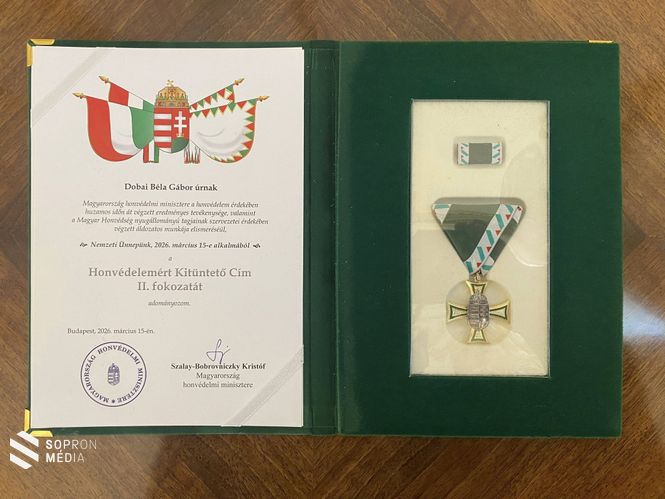 Dobai Béla Gábor úrnak
Magyarország honvédelmi minisztere a honvédelem érdekében
huzamos időn át végzett eredményes tevékenysége, valamint
a Magyar Honvédség nyugállományú tagjainak szervezetei érdekében
végzett áldozatos munkája elismeréséül,
Nemzeti Ünnepünk, 2026. március 15-e alkalmából
a
Honvédelemért Kitüntető Cím
II. fokozatát
adományozom.
Budapest, 2026. március 15-én.
Szalay-Bobrovniczky Kristóf
Magyarország
honvédelmi minisztere
MAGYARORSZÁG HONVÉDELMI MINISZTERE
SOPRON
MÉDIA